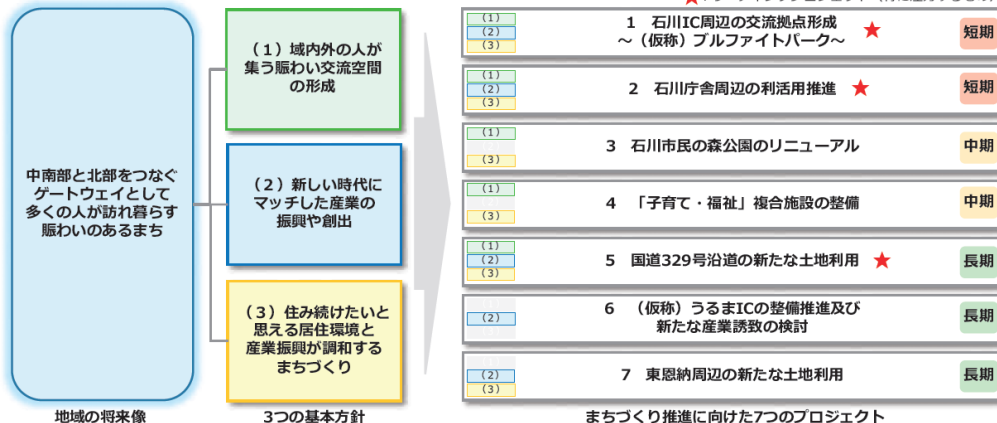 中南部と北部をつなぐ
ゲートウェイとして
多くの人が訪れ暮らす
賑わいのあるまち
地域の将来像
(1)域内外の人が
集う賑わい交流空間
の形成
(2)新しい時代に
マッチした産業の
振興や創出
(3)住み続けたいと
思える居住環境と
産業振興が調和する
まちづくり
3つの基本方針
(1)
(2)
(3)
1 石川IC周辺の交流拠点形成 ★
~(仮称)ブルファイトパーク~
短期
(1)
(2)
(3)
2 石川庁舎周辺の利活用推進 ★
短期
(1)
(3)
3 石川市民の森公園のリニューアル
中期
(1)
(3)
4 「子育て・福祉」複合施設の整備
中期
(1)
(2)
(3)
5 国道329号沿道の新たな土地利用 ★
長期
(2)
6 (仮称)うるまICの整備推進及び
新たな産業誘致の検討
長期
(2)
(3)
7 東恩納周辺の新たな土地利用
長期
まちづくり推進に向けた7つのプロジェクト